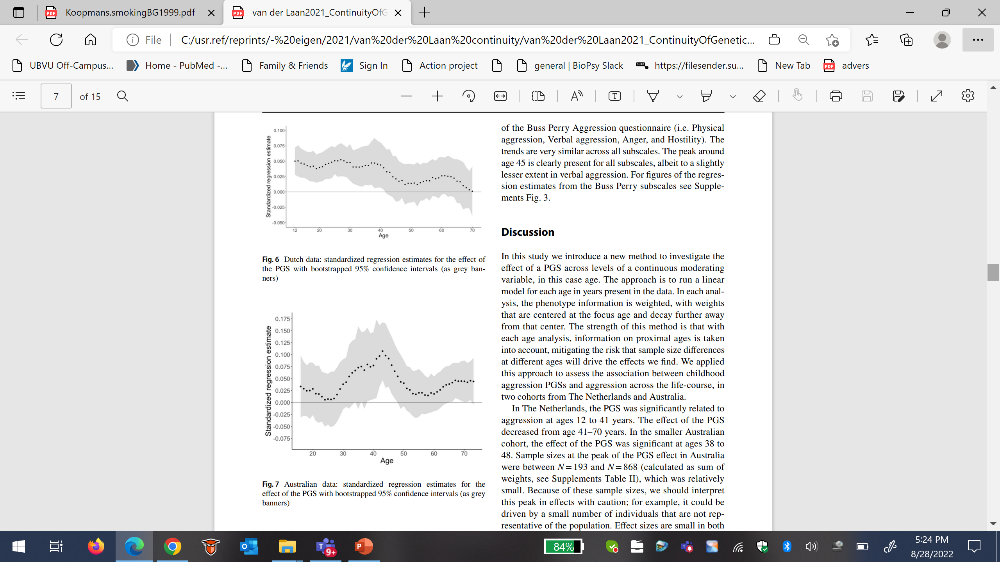 Koopmans.smokingBG1999.pdf
van der Laan2021_ContinuityOfG
File
C:/usr.ref/reprints/-%20eigen/2021/van%20der%20Laan%20continuity/van%20der%20Laan2021_ContinuityOfGenetic...
UBVU Off-Campus...
Home - PubMed -...
Family & Friends
Sign In
Action project
general | BioPsy Slack
SURF
https://filesender.su...
New Tab
PDF
advers
7
of 15
0.100
0.075
0.050
0.025
0.000
-0.025
-0.050
Standardized regression estimate
12 20 30 40 50 60 70
Age
Fig. 6 Dutch data: standardized regression estimates for the effect of
the PGS with bootstrapped 95% confidence intervals (as grey ban-
ners)
0.175
0.150
0.125
0.100
0.075
0.050
0.025
0.000
-0.025
-0.050
-0.075
Standardized regression estimate
20 30 40 50 60 70
Age
Fig. 7 Australian data: standardized regression estimates for the
effect of the PGS with bootstrapped 95% confidence intervals (as grey
banners)
of the Buss Perry Aggression questionnaire (i.e. Physical
aggression, Verbal aggression, Anger, and Hostility). The
trends are very similar across all subscales. The peak around
age 45 is clearly present for all subscales, albeit to a slightly
lesser extent in verbal aggression. For figures of the regres-
sion estimates from the Buss Perry subscales see Supple-
ments Fig. 3.
Discussion
In this study we introduce a new method to investigate the
effect of a PGS across levels of a continuous moderating
variable, in this case age. The approach is to run a linear
model for each age in years present in the data. In each anal-
ysis, the phenotype information is weighted, with weights
that are centered at the focus age and decay further away
from that center. The strength of this method is that with
each age analysis, information on proximal ages is taken
into account, mitigating the risk that sample size differences
at different ages will drive the effects we find. We applied
this approach to assess the association between childhood
aggression PGSs and aggression across the life-course, in
two cohorts from The Netherlands and Australia.
In The Netherlands, the PGS was significantly related to
aggression at ages 12 to 41 years. The effect of the PGS
decreased from age 41–70 years. In the smaller Australian
cohort, the effect of the PGS was significant at ages 38 to
48. Sample sizes at the peak of the PGS effect in Australia
were between N = 193 and N = 868 (calculated as sum of
weights, see Supplements Table II), which was relatively
small. Because of these sample sizes, we should interpret
this peak in effects with caution; for example, it could be
driven by a small number of individuals that are not rep-
resentative of the population. Effect sizes are small in both
9+
84%
5:24 PM
8/28/2022